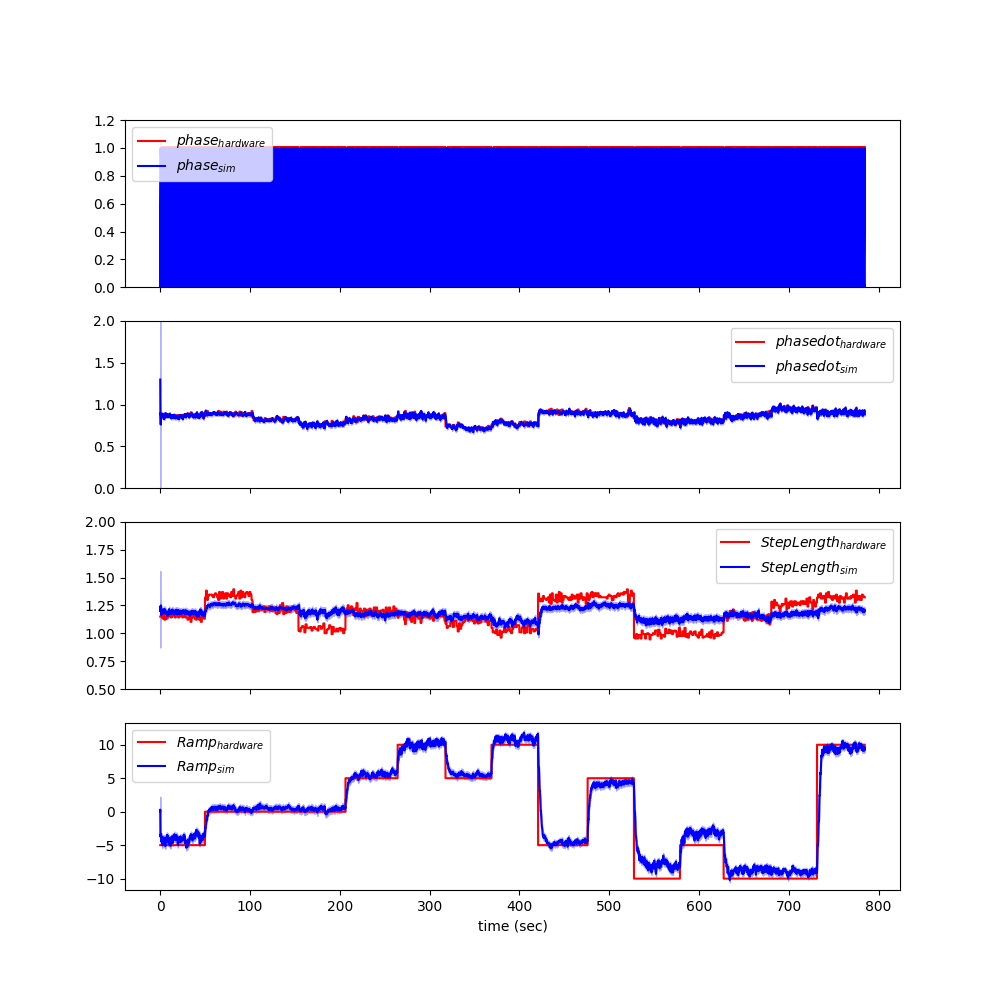 1.2
1.0
0.8
0.6
0.4
0.2
0.0
phase_hardware
phase_sim
2.0
1.5
1.0
0.5
0.0
phasedot_hardware
phasedot_sim
2.00
1.75
1.50
1.25
1.00
0.75
0.50
StepLength_hardware
StepLength_sim
10
5
0
−5
−10
Ramp_hardware
Ramp_sim
0 100 200 300 400 500 600 700 800
time (sec)